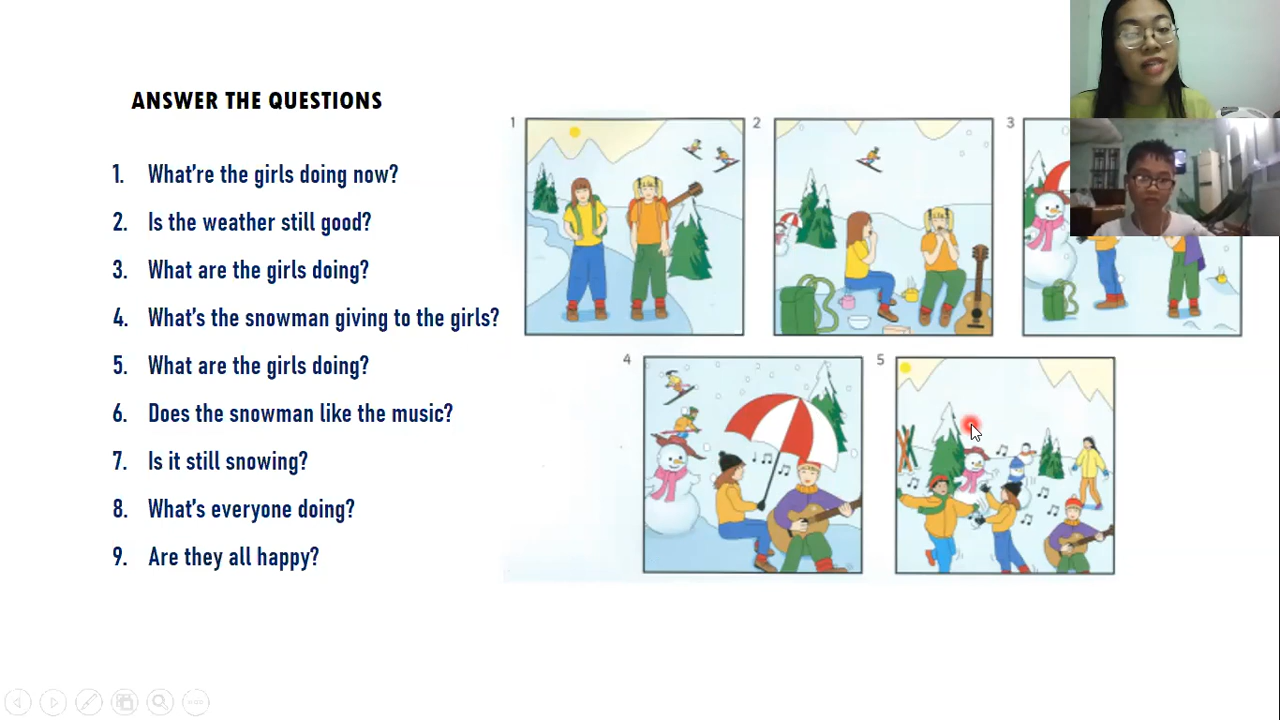 ANSWER THE QUESTIONS
1. What're the girls doing now?
2. Is the weather still good?
3. What are the girls doing?
4. What's the snowman giving to the girls?
5. What are the girls doing?
6. Does the snowman like the music?
7. Is it still snowing?
8. What's everyone doing?
9. Are they all happy?
1
2
3
4
5